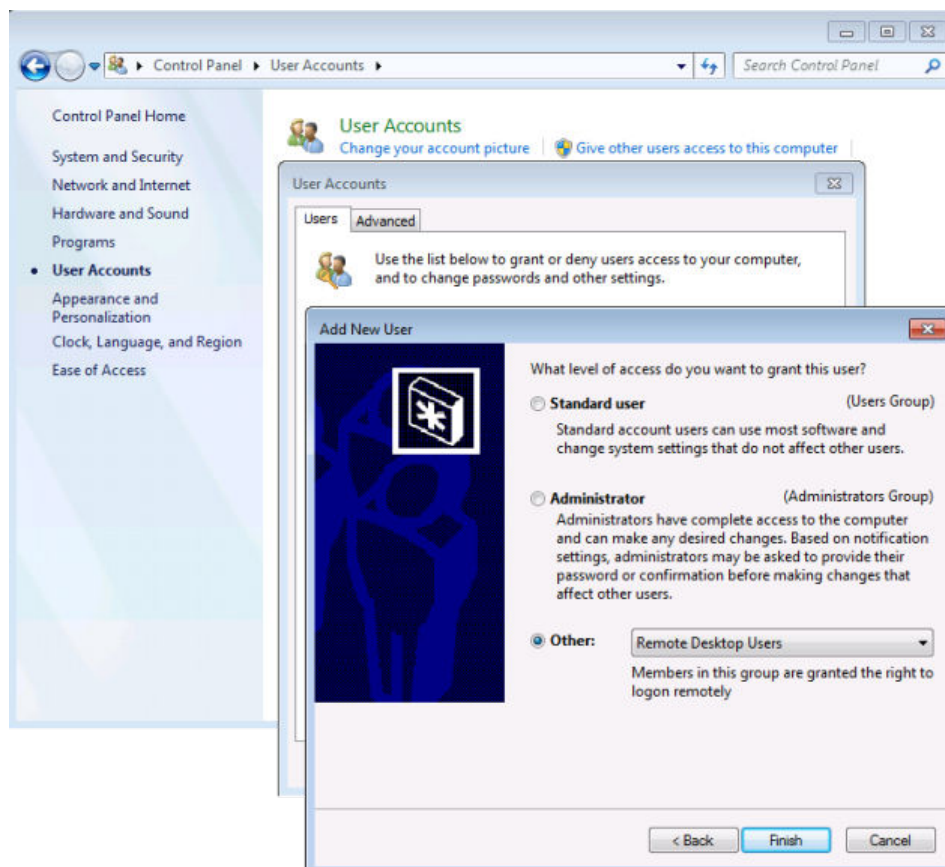 Control Panel ▸ User Accounts ▸
Search Control Panel
Control Panel Home
System and Security
Network and Internet
Hardware and Sound
Programs
• User Accounts
Appearance and
Personalization
Clock, Language, and Region
Ease of Access
User Accounts
Change your account picture
Give other users access to this computer
User Accounts
Users
Advanced
Use the list below to grant or deny users access to your computer,
and to change passwords and other settings.
Add New User
What level of access do you want to grant this user?
Standard user (Users Group)
Standard account users can use most software and
change system settings that do not affect other users.
Administrator (Administrators Group)
Administrators have complete access to the computer
and can make any desired changes. Based on notification
settings, administrators may be asked to provide their
password or confirmation before making changes that
affect other users.
Other: Remote Desktop Users
Members in this group are granted the right to
logon remotely
< Back Finish Cancel